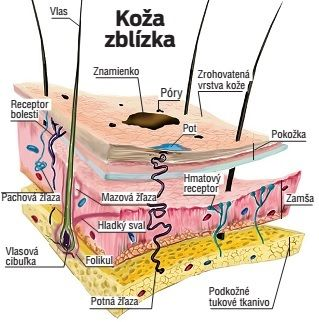 Vlas
Koža
zblízka
Znamienko
Póry
Zrohovatená
vrstva kože
Receptor
bolesti
Pot
Pokožka
Hmatový
receptor
Pachová žľaza
Mazová žľaza
Zamša
Hladký sval
Vlasová
cibuľka
Folikul
Potná žľaza
Podkožné
tukové tkanivo